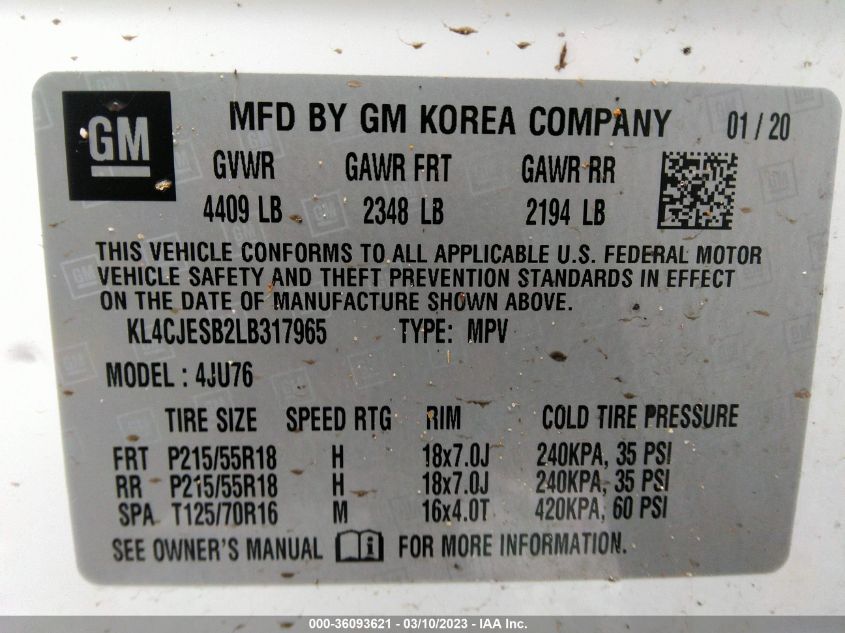 GM
MFD BY GM KOREA COMPANY 01 / 20
GVWR GAWR FRT GAWR RR
4409 LB 2348 LB 2194 LB
THIS VEHICLE CONFORMS TO ALL APPLICABLE U.S. FEDERAL MOTOR
VEHICLE SAFETY AND THEFT PREVENTION STANDARDS IN EFFECT
ON THE DATE OF MANUFACTURE SHOWN ABOVE.
KL4CJESB2LB317965 TYPE: MPV
MODEL : 4JU76
TIRE SIZE SPEED RTG RIM COLD TIRE PRESSURE
FRT P215/55R18 H 18x7.0J 240KPA, 35 PSI
RR P215/55R18 H 18x7.0J 240KPA, 35 PSI
SPA T125/70R16 M 16x4.0T 420KPA, 60 PSI
SEE OWNER'S MANUAL FOR MORE INFORMATION.
000-36093621 - 03/10/2023 - IAA Inc.